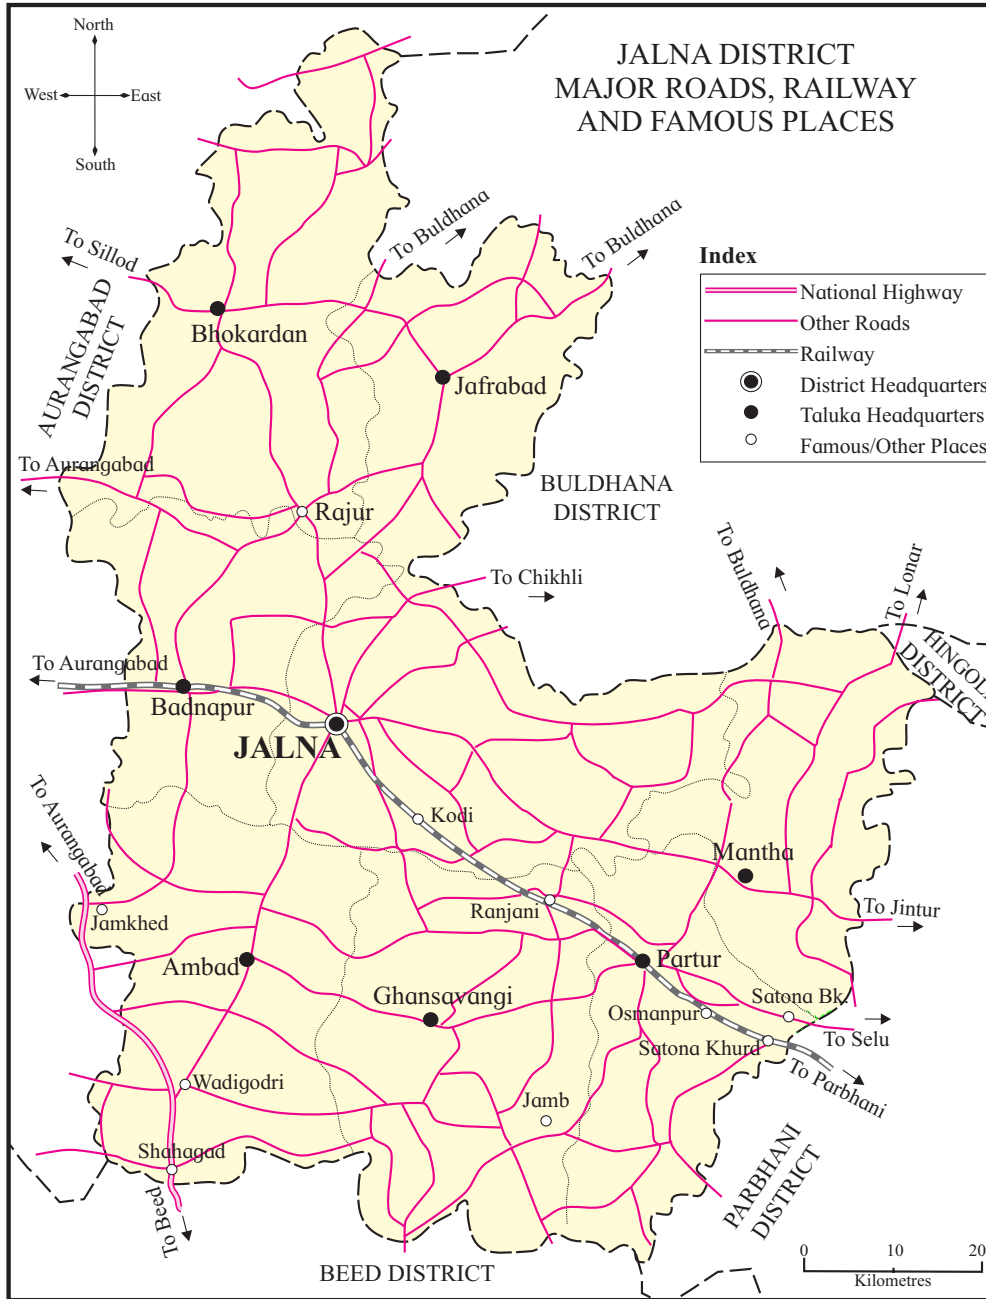 North
West
East
South
JALNA DISTRICT
MAJOR ROADS, RAILWAY
AND FAMOUS PLACES
To Sillod
To Buldhana
To Buldhana
AURANGABAD
DISTRICT
Bhokardan
Jafrabad
Index
National Highway
Other Roads
Railway
District Headquarters
Taluka Headquarters
Famous/Other Places
To Aurangabad
Rajur
BULDHANA
DISTRICT
To Chikhli
To Buldhana
To Lonar
HINGOLI
DISTRICT
To Aurangabad
Badnapur
JALNA
To Aurangabad
Kodi
Mantha
Jamkhed
Ranjani
To Jintur
Ambad
Partur
Ghansavangi
Satona Bk.
Osmanpur
Satona Khurd
To Selu
To Parbhani
Wadigodri
Jamb
Shahagad
To Beed
PARBHANI
DISTRICT
BEED DISTRICT
0 10 20
Kilometres